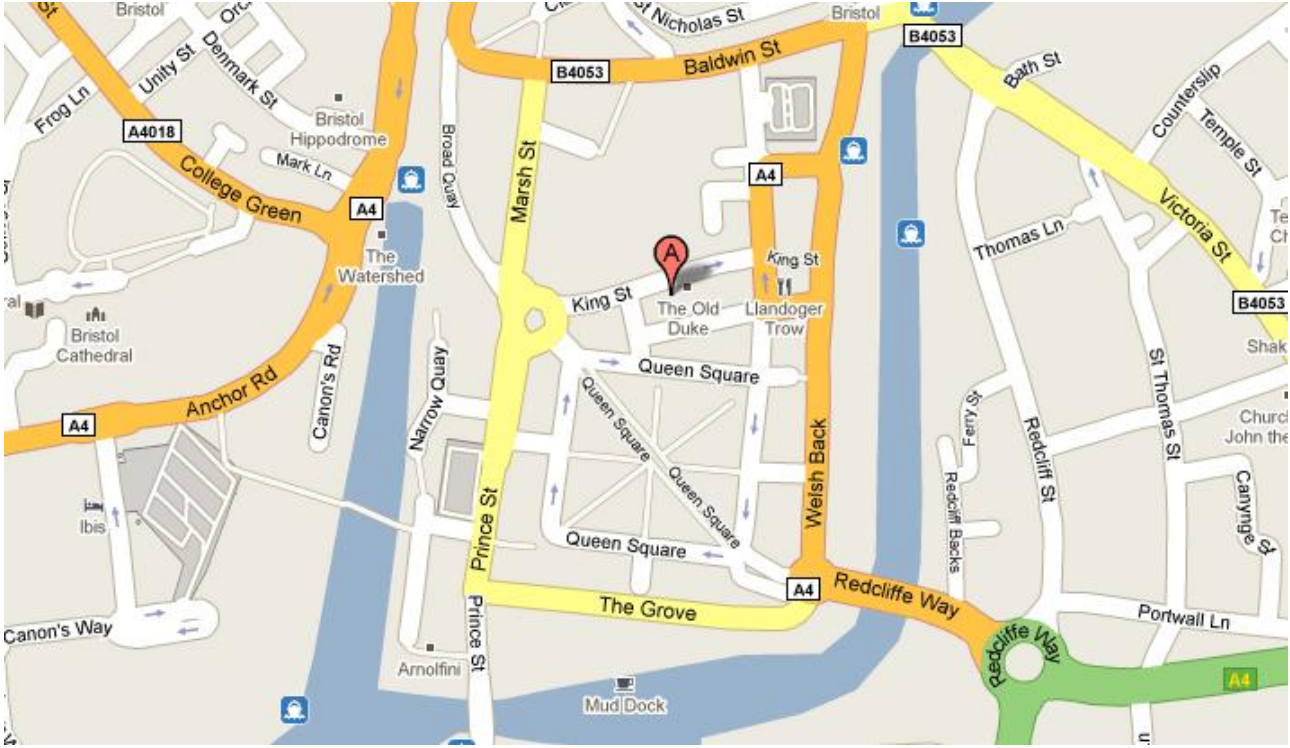 St
Bristol
Orc
Unity St
Denmark St
Frog Ln
A4018
Bristol
Hippodrome
Mark Ln
College Green
A4
The
Watershed
Bristol
Cathedral
Anchor Rd
A4
Canon's Rd
Ibis
Canon's Way
Broad Quay
Marsh St
B4053
Baldwin St
St Nicholas St
Bristol
B4053
Bath St
Counterslip
Temple St
Victoria St
Thomas Ln
B4053
A4
A
King St
King St
The Old
Duke
Llandoger
Trow
Queen Square
Queen Square
Queen Square
Queen Square
Narrow Quay
Prince St
Prince St
Welsh Back
The Grove
A4
Redcliffe Way
Redcliffe Way
A4
Arnolfini
Mud Dock
Ferry St
Redcliff Backs
Redcliff St
St Thomas St
Canynge St
Portwall Ln
Shak
Church
John the
Te
Ch